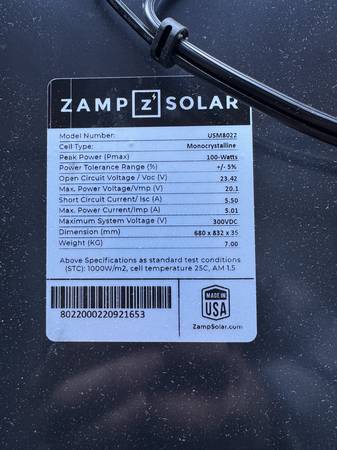 ZAMP Z SOLAR
Model Number: USM8022
Cell Type: Monocrystalline
Peak Power (Pmax) 100-Watts
Power Tolerance Range (%) +/- 5%
Open Circuit Voltage / Voc (V) 23.42
Max. Power Voltage/Vmp (V) 20.1
Short Circuit Current/ Isc (A) 5.50
Max. Power Current/Imp (A) 5.01
Maximum System Voltage (V) 300VDC
Dimension (mm) 680 x 832 x 35
Weight (KG) 7.00
Above Specifications as standard test conditions
(STC): 1000W/m2, cell temperature 25C, AM 1.5
MADE IN
USA
8022000220921653
ZampSolar.com